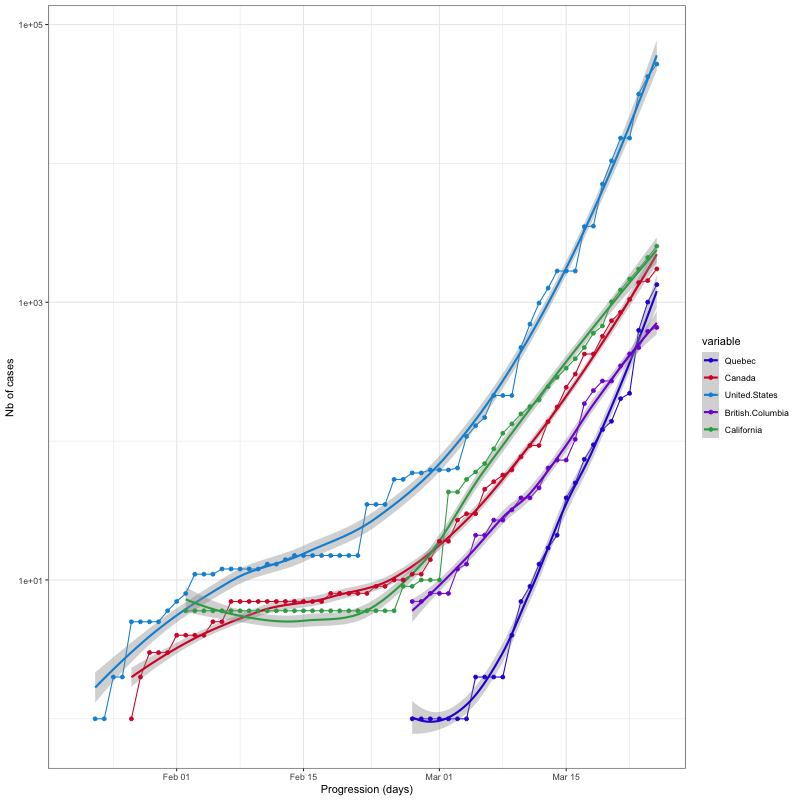 1e+05
1e+03
1e+01
Nb of cases
Feb 01
Feb 15
Mar 01
Mar 15
Progression (days)
variable
Quebec
Canada
United.States
British.Columbia
California